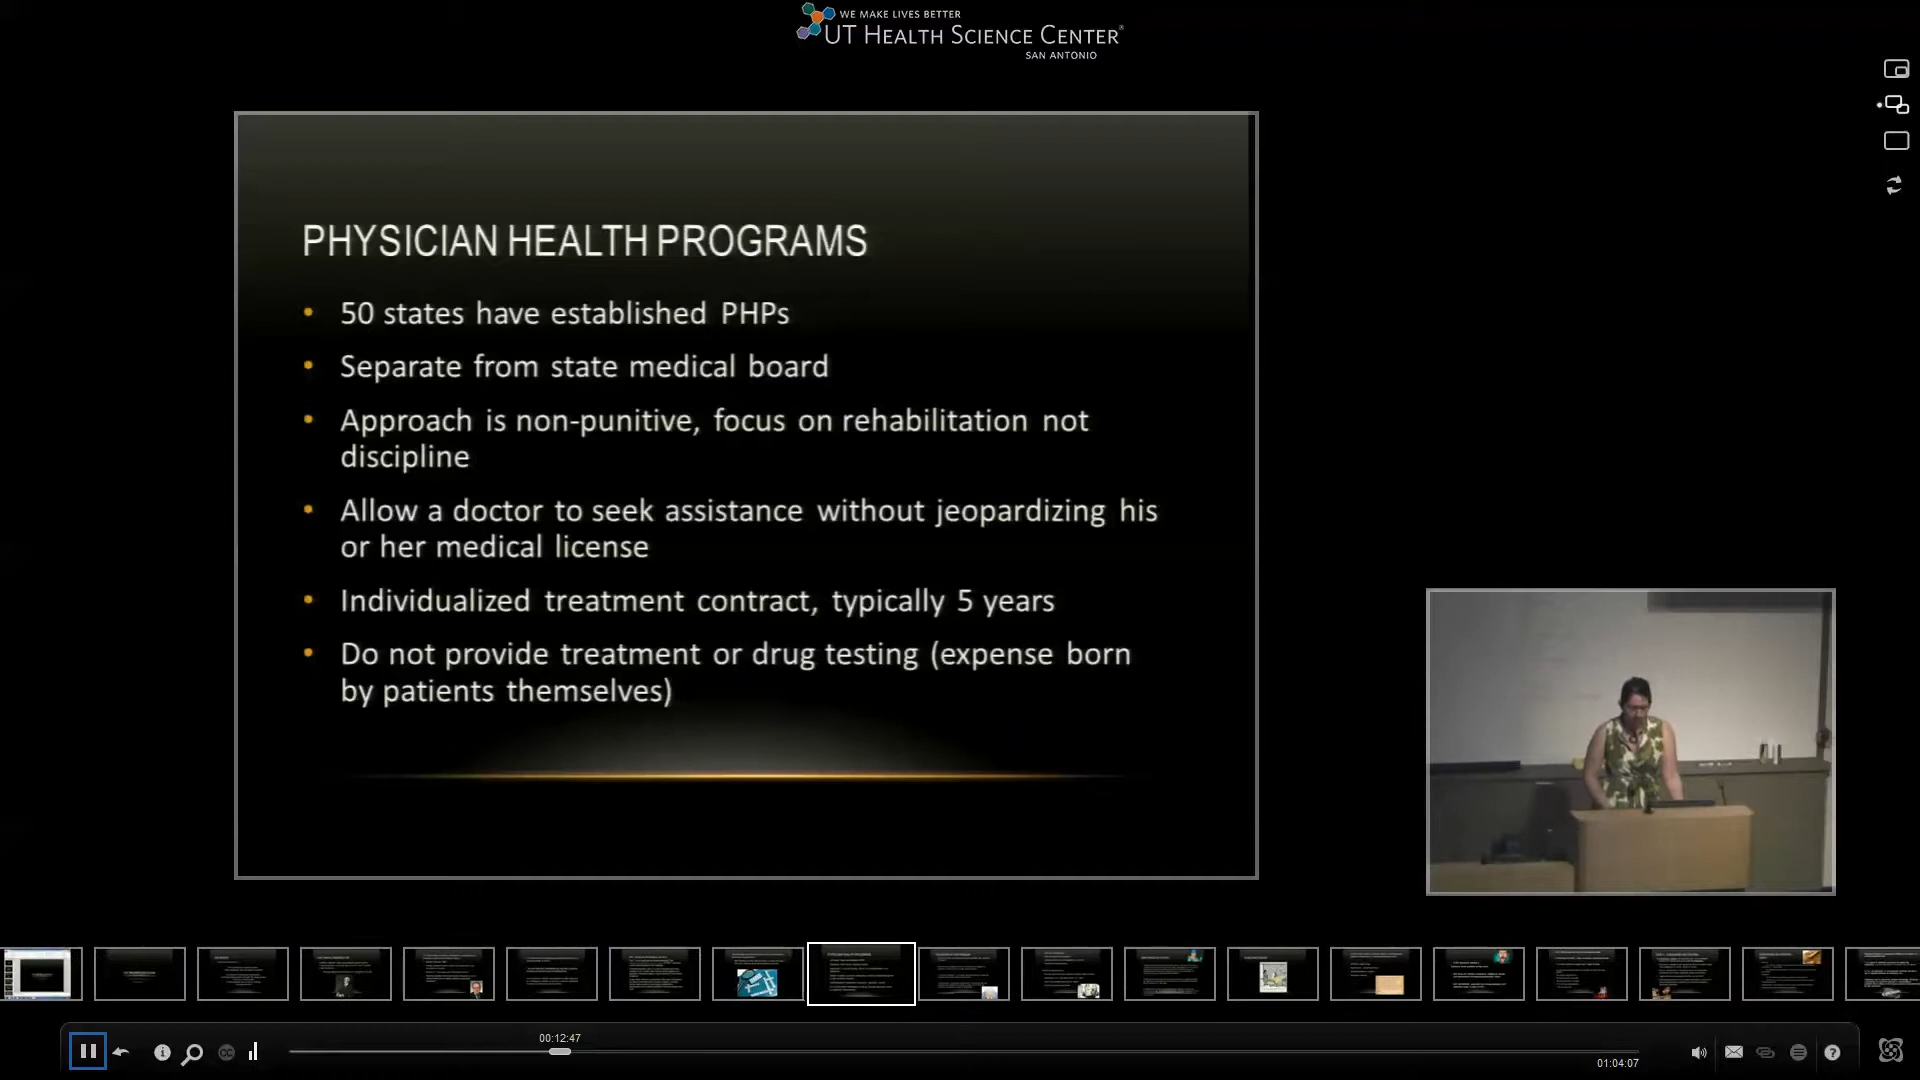 WE MAKE LIVES BETTER
UT HEALTH SCIENCE CENTER®
SAN ANTONIO
PHYSICIAN HEALTH PROGRAMS
• 50 states have established PHPs
• Separate from state medical board
• Approach is non-punitive, focus on rehabilitation not
discipline
• Allow a doctor to seek assistance without jeopardizing his
or her medical license
• Individualized treatment contract, typically 5 years
• Do not provide treatment or drug testing (expense born
by patients themselves)
00:12:47
01:04:07